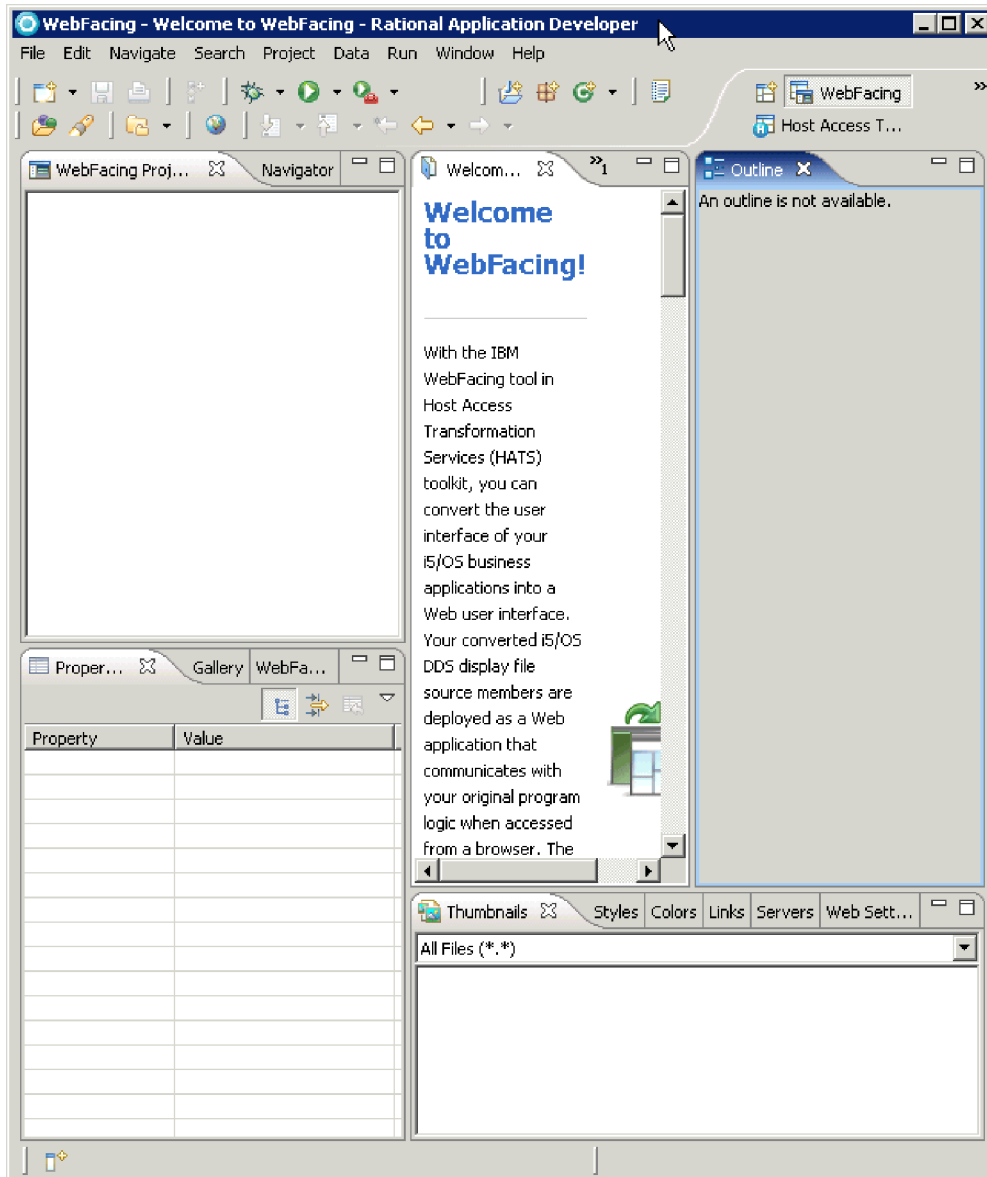 WebFacing - Welcome to WebFacing - Rational Application Developer
File Edit Navigate Search Project Data Run Window Help
WebFacing
Host Access T...
WebFacing Proj...
Navigator
Welcom...
1
Outline
An outline is not available.
Welcome
to
WebFacing!
With the IBM
WebFacing tool in
Host Access
Transformation
Services (HATS)
toolkit, you can
convert the user
interface of your
i5/OS business
applications into a
Web user interface.
Your converted i5/OS
DDS display file
source members are
deployed as a Web
application that
communicates with
your original program
logic when accessed
from a browser. The
Proper...
Gallery
WebFa...
Property Value
Thumbnails
Styles
Colors
Links
Servers
Web Sett...
All Files (*.*)